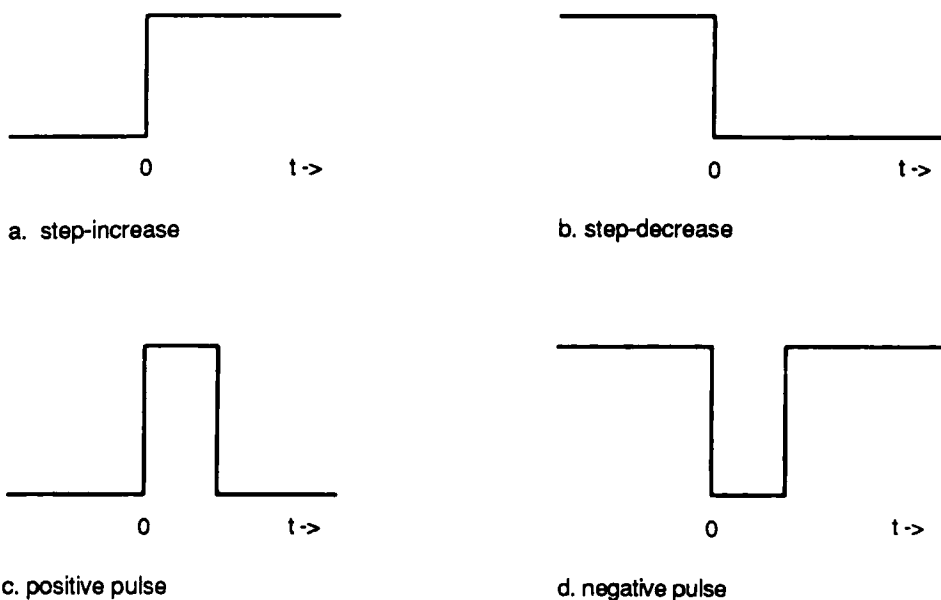 0 t ->
0 t ->
a. step-increase
b. step-decrease
0 t ->
0 t ->
c. positive pulse
d. negative pulse